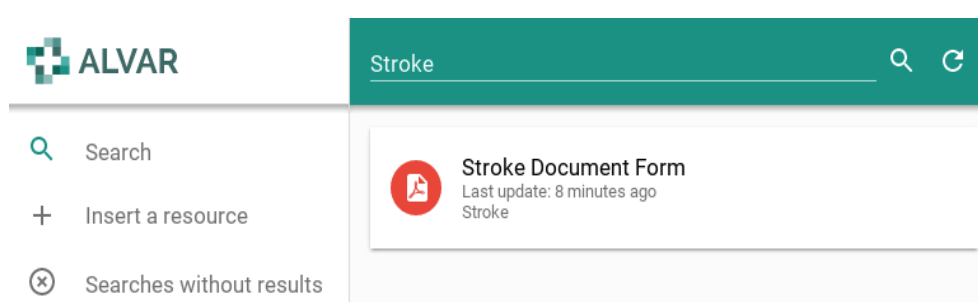 ALVAR
Search
Insert a resource
Searches without results
Stroke
Stroke Document Form
Last update: 8 minutes ago
Stroke